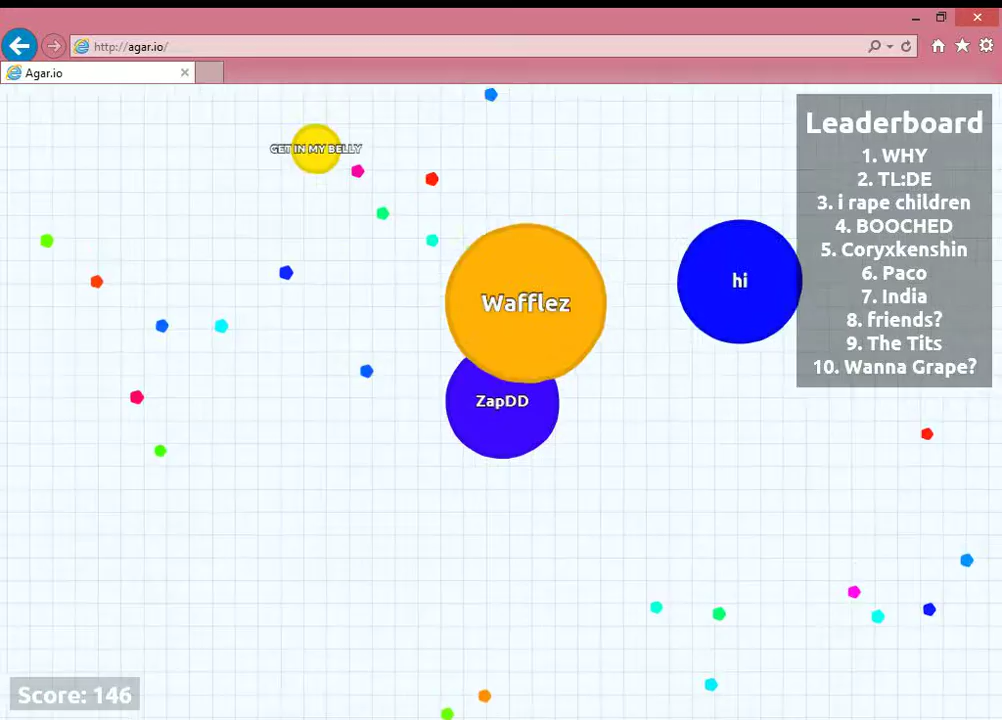 http://agar.io/
Agar.io
GET IN MY BELLY
Wafflez
ZapDD
hi
Leaderboard
1. WHY
2. TL:DE
3. i rape children
4. BOOCHED
5. Coryxkenshin
6. Paco
7. India
8. friends?
9. The Tits
10. Wanna Grape?
Score: 146